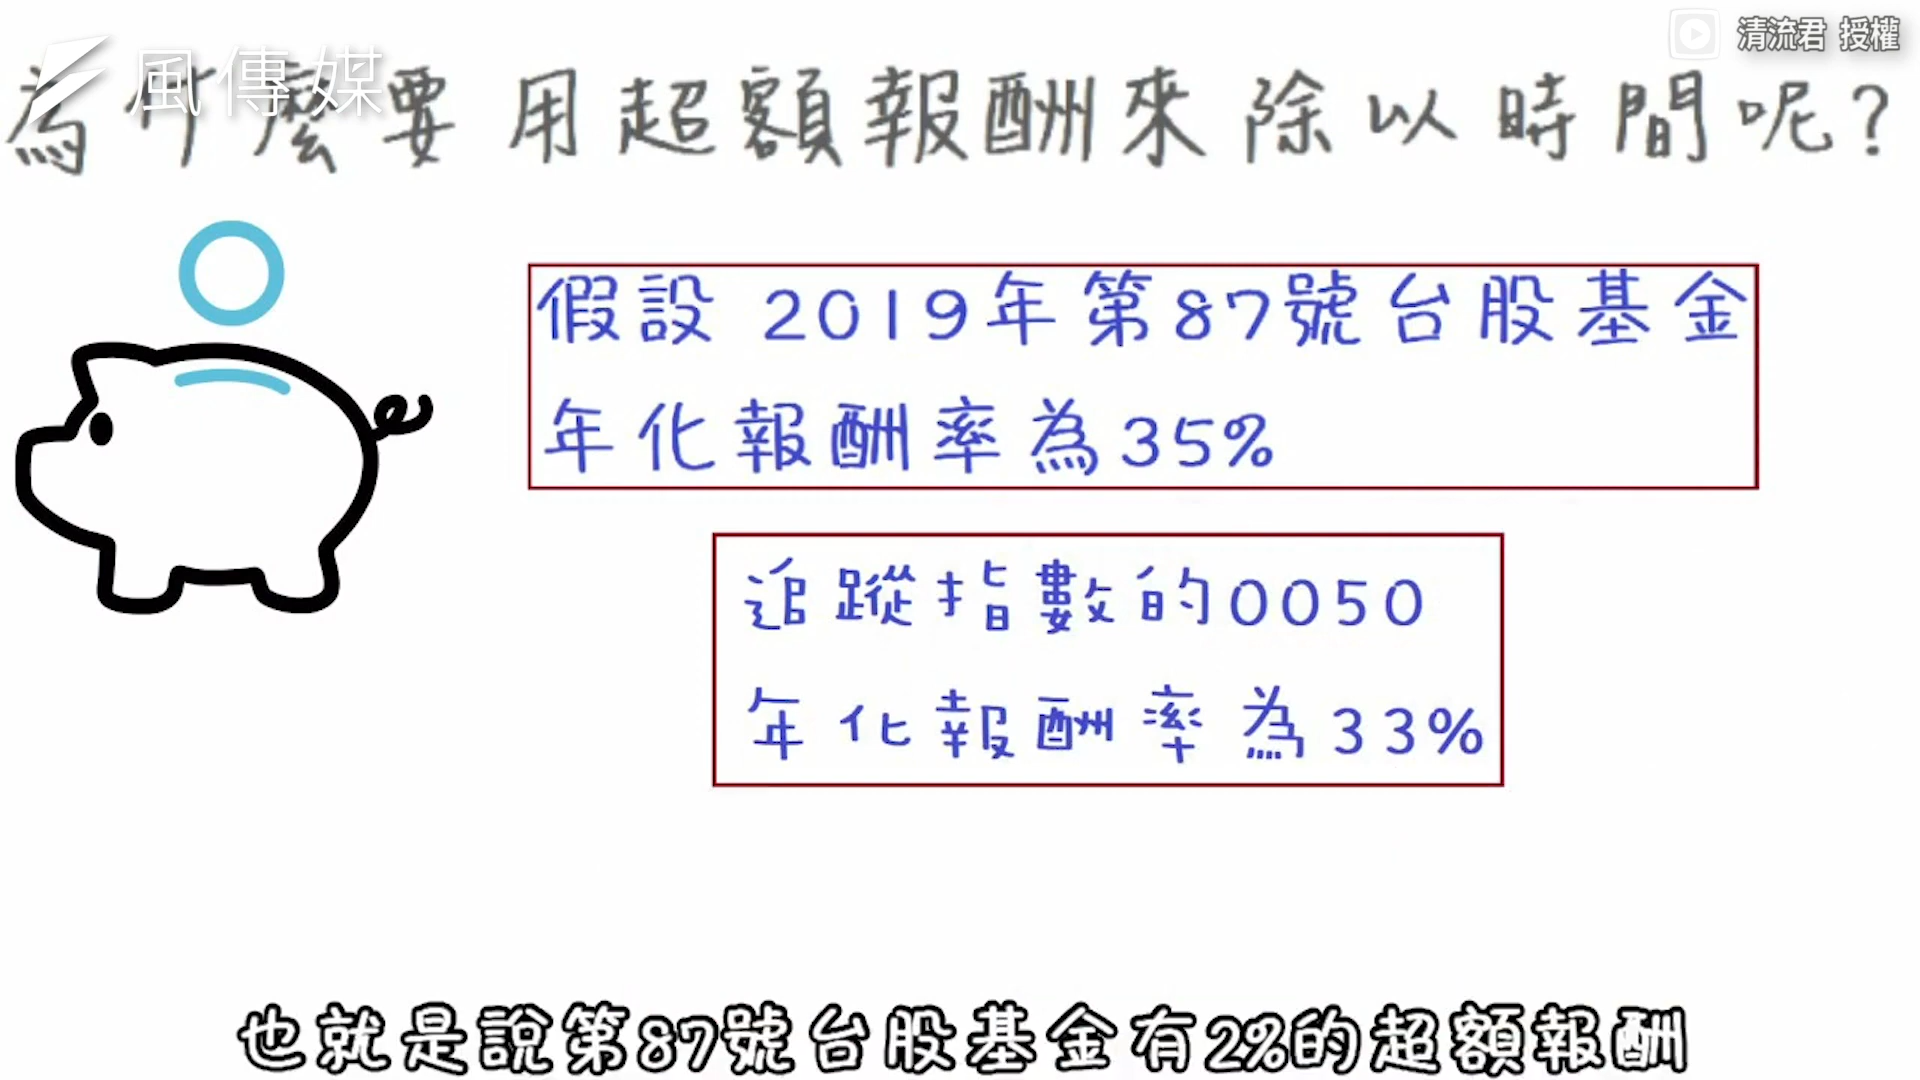 清流君 授權
風傳媒
為什麼要用超額報酬來除以時間呢?
假設 2019年第87號台股基金
年化報酬率為35%
追蹤指數的0050
年化報酬率為33%
也就是說第87號台股基金有2%的超額報酬